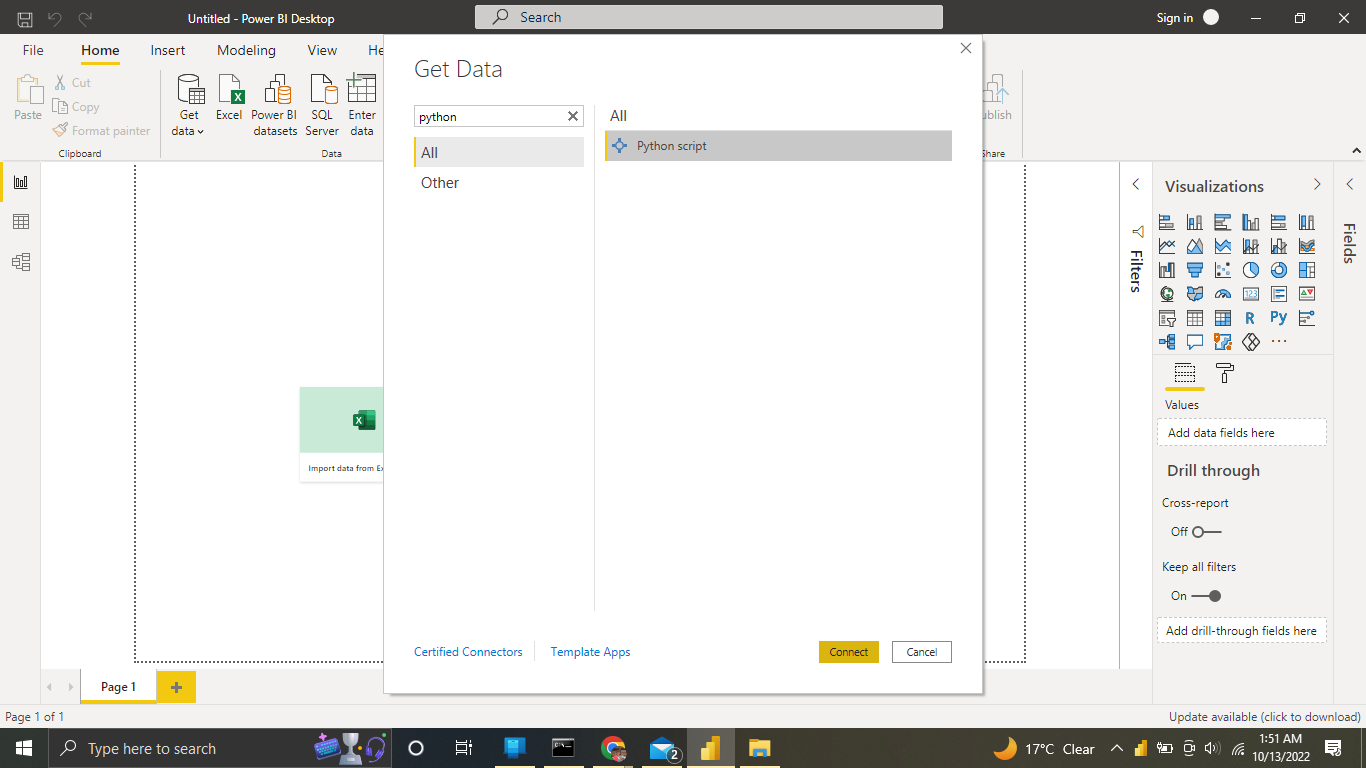 Untitled - Power BI Desktop
Search
Sign in
File
Home
Insert
Modeling
View
He
Paste
Cut
Copy
Format painter
Clipboard
Get data
Excel
Power BI datasets
SQL Server
Enter data
Data
ublish
Share
Get Data
python
All
Other
All
Python script
Certified Connectors
Template Apps
Connect
Cancel
Import data from Ex
Filters
Visualizations
123
R
Py
Values
Add data fields here
Drill through
Cross-report
Off
Keep all filters
On
Add drill-through fields here
Fields
Page 1
Page 1 of 1
Update available (click to download)
Type here to search
2
17°C Clear
1:51 AM
10/13/2022